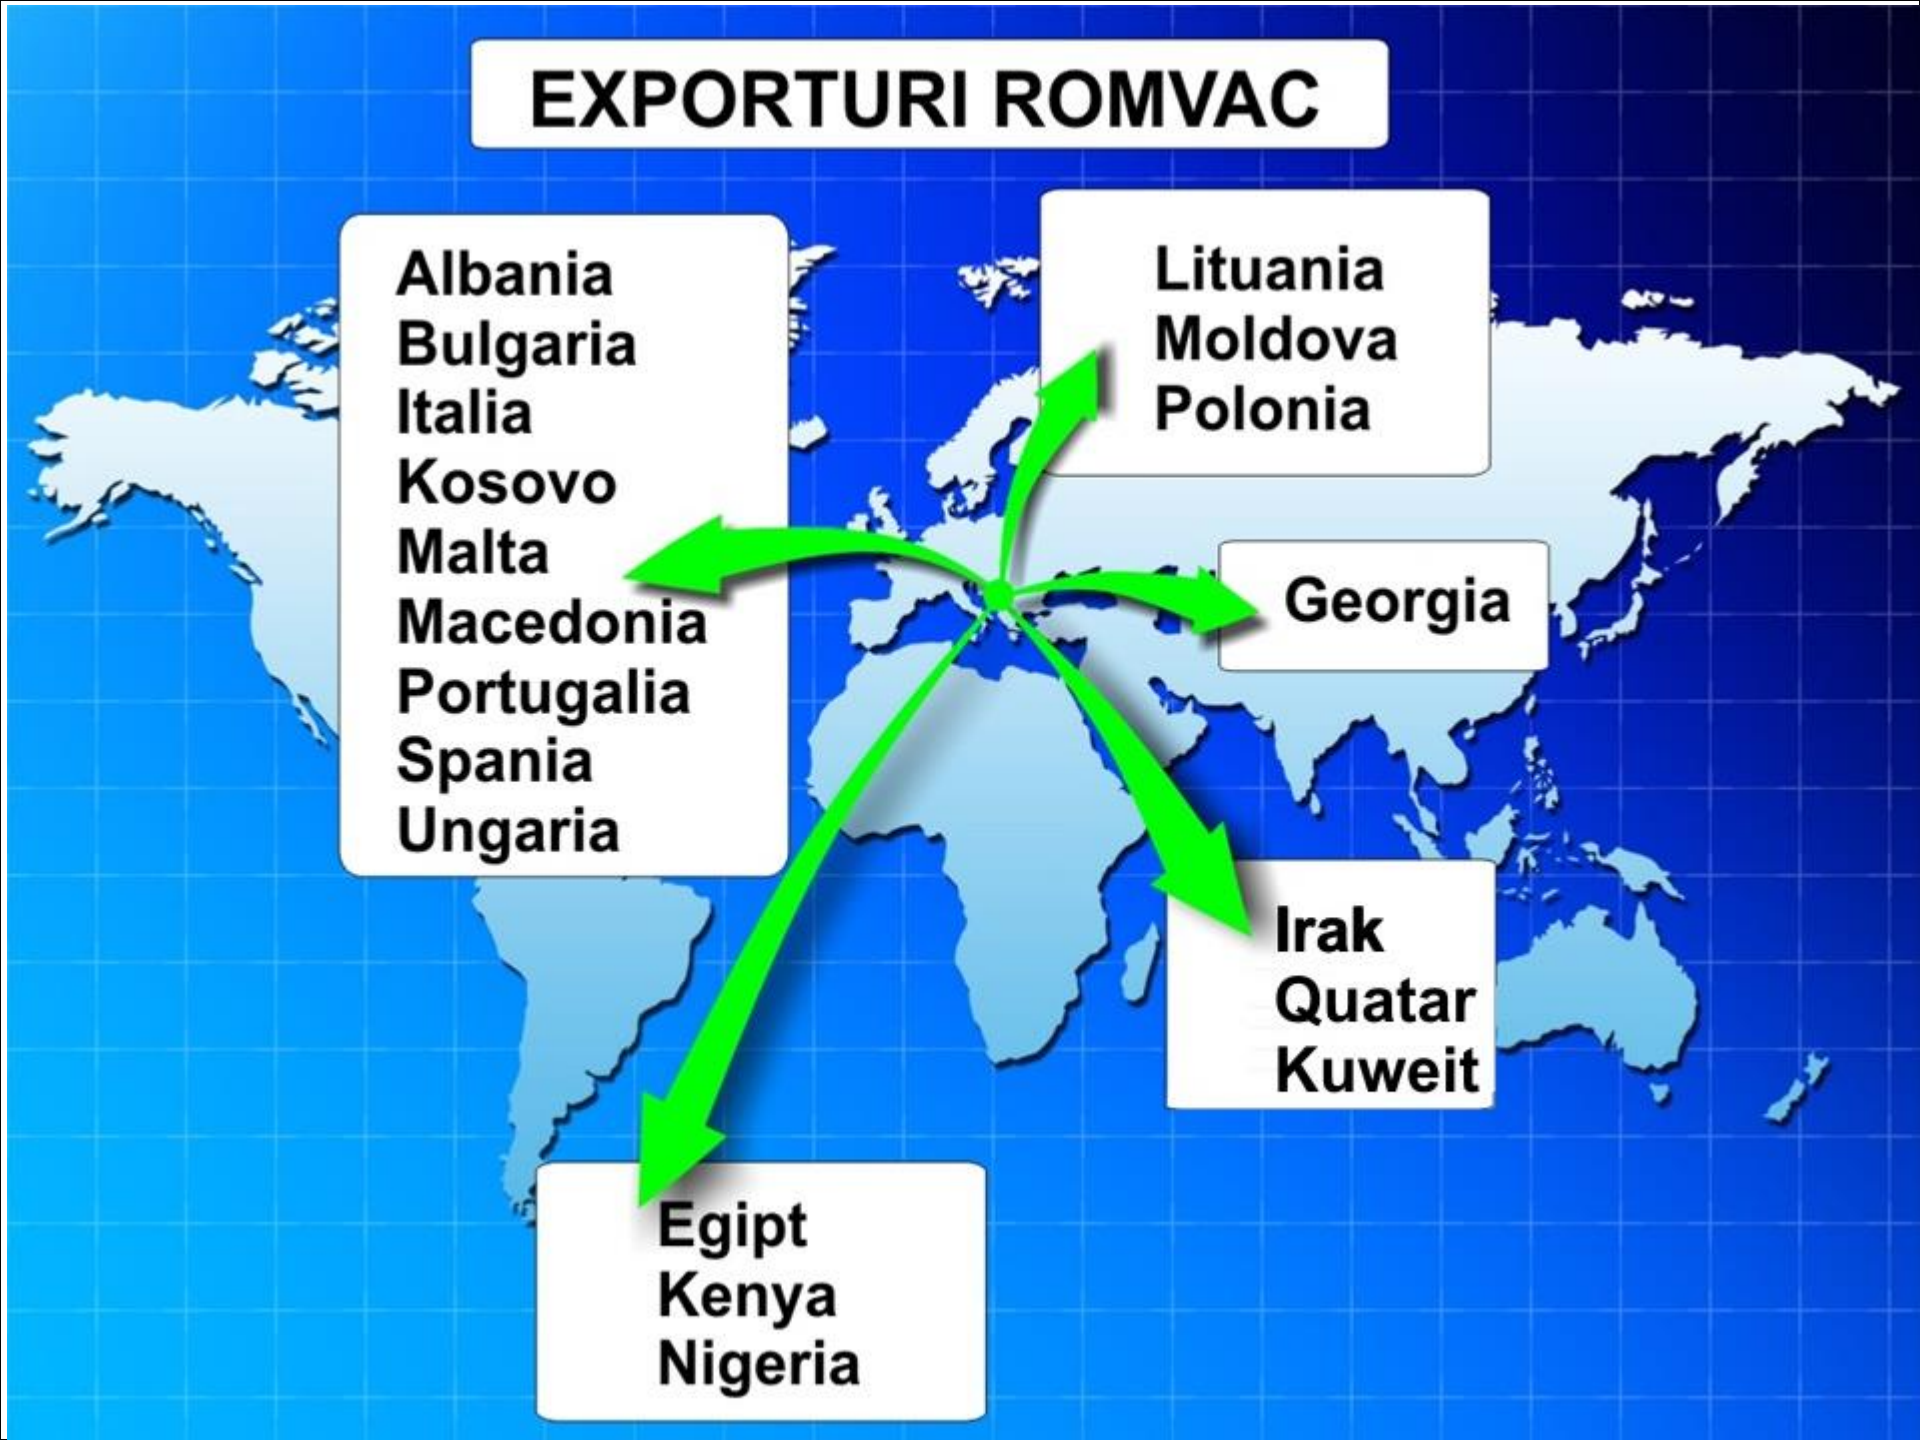 EXPORTURI ROMVAC
Albania
Bulgaria
Italia
Kosovo
Malta
Macedonia
Portugalia
Spania
Ungaria
Lituania
Moldova
Polonia
Georgia
Irak
Quatar
Kuweit
Egipt
Kenya
Nigeria